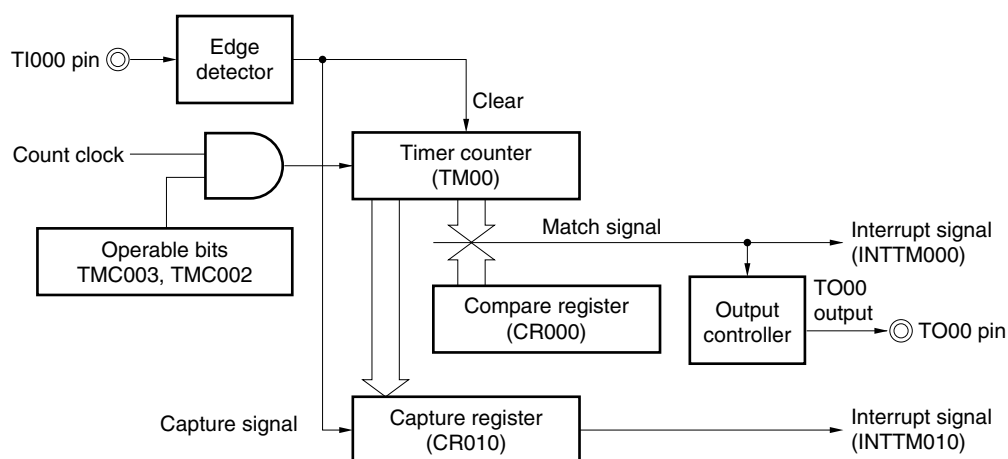 Edge
detector
TI000 pin
Clear
Count clock
Timer counter
(TM00)
Operable bits
TMC003, TMC002
Match signal
Interrupt signal
(INTTM000)
Compare register
(CR000)
Output
controller
TO00
output
TO00 pin
Capture signal
Capture register
(CR010)
Interrupt signal
(INTTM010)